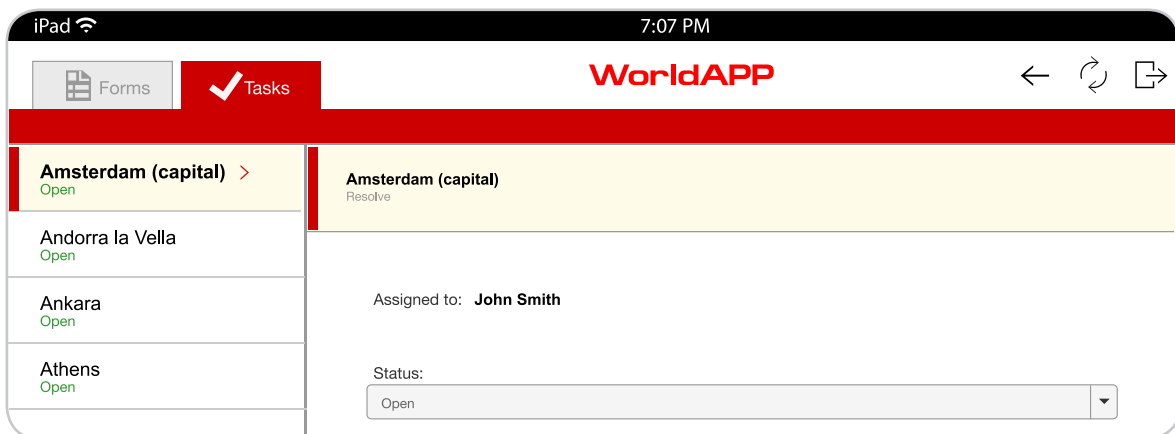 iPad 7:07 PM
Forms Tasks WorldAPP
Amsterdam (capital)
Open
Andorra la Vella
Open
Ankara
Open
Athens
Open
Amsterdam (capital)
Resolve
Assigned to: John Smith
Status:
Open